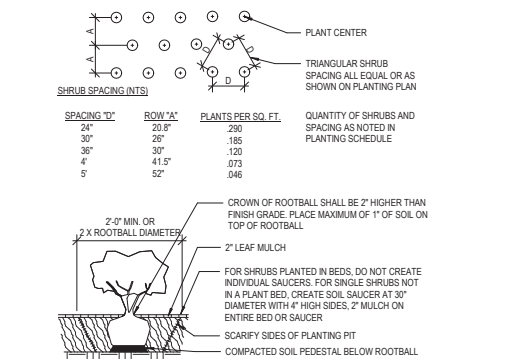 PLANT CENTER
A
A
D
D
D
TRIANGULAR SHRUB
SPACING ALL EQUAL OR AS
SHOWN ON PLANTING PLAN
SHRUB SPACING (NTS)
SPACING "D" ROW "A" PLANTS PER SQ. FT.
24" 20.8" .290
30" 26" .185
36" 30" .120
4' 41.5" .073
5' 52" .046
QUANTITY OF SHRUBS AND
SPACING AS NOTED IN
PLANTING SCHEDULE
CROWN OF ROOTBALL SHALL BE 2" HIGHER THAN
FINISH GRADE. PLACE MAXIMUM OF 1" OF SOIL ON
TOP OF ROOTBALL
2'-0" MIN. OR
2 X ROOTBALL DIAMETER
2" LEAF MULCH
FOR SHRUBS PLANTED IN BEDS, DO NOT CREATE
INDIVIDUAL SAUCERS. FOR SINGLE SHRUBS NOT
IN A PLANT BED, CREATE SOIL SAUCER AT 30"
DIAMETER WITH 4" HIGH SIDES, 2" MULCH ON
ENTIRE BED OR SAUCER
SCARIFY SIDES OF PLANTING PIT
COMPACTED SOIL PEDESTAL BELOW ROOTBALL